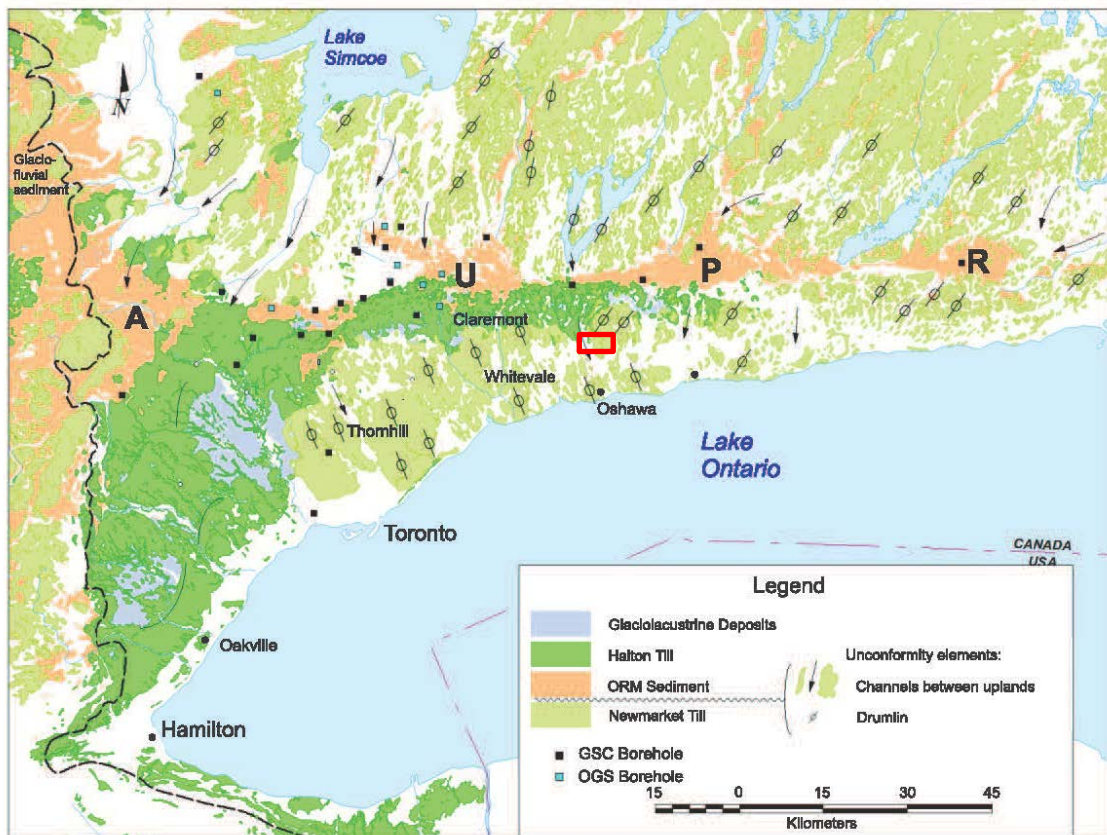 Lake
Simcoe
N
Glacio-
fluvial
sediment
U
P
R
A
Claremont
Whitevale
Oshawa
Thornhill
Lake
Ontario
Toronto
CANADA
USA
Oakville
Hamilton
Legend
Glaciolacustrine Deposits
Halton Till
ORM Sediment
Newmarket Till
Unconformity elements:
Channels between uplands
Drumlin
GSC Borehole
OGS Borehole
15 0 15 30 45
Kilometers